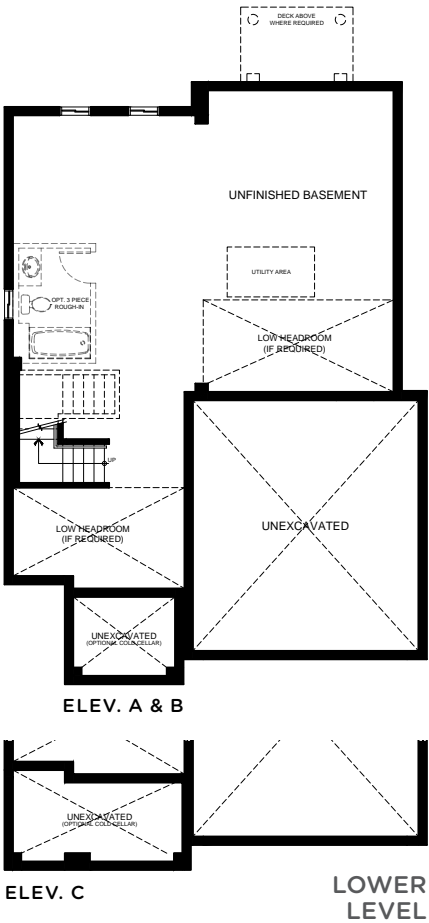 DECK ABOVE
WHERE REQUIRED
UNFINISHED BASEMENT
UTILITY AREA
OPT. 3 PIECE
ROUGH-IN
LOW HEADROOM
(IF REQUIRED)
UP
UNEXCAVATED
LOW HEADROOM
(IF REQUIRED)
UNEXCAVATED
(OPTIONAL COLD CELLAR)
ELEV. A & B
UNEXCAVATED
(OPTIONAL COLD CELLAR)
ELEV. C
LOWER
LEVEL